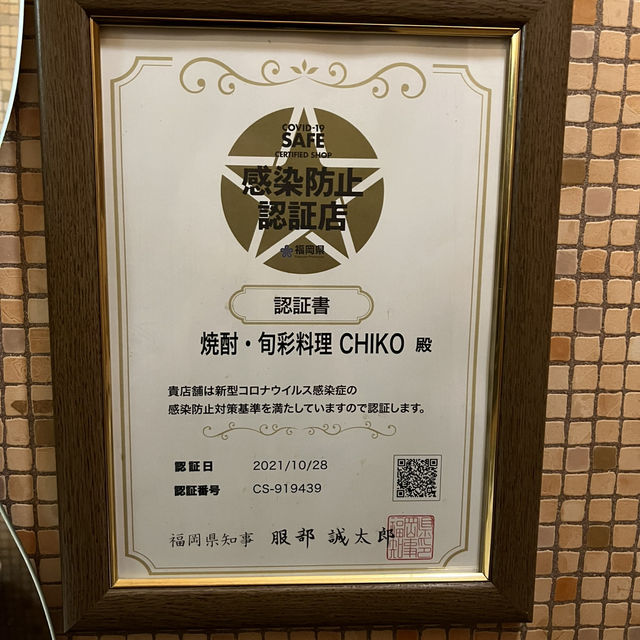 COVID-19
SAFE
CERTIFIED SHOP
感染防止
認証店
福岡県
認証書
焼酎・旬彩料理 CHIKO 殿
貴店舗は新型コロナウイルス感染症の
感染防止対策基準を満たしていますので認証します。
認証日 2021/10/28
認証番号 CS-919439
福岡県知事 服部 誠太郎